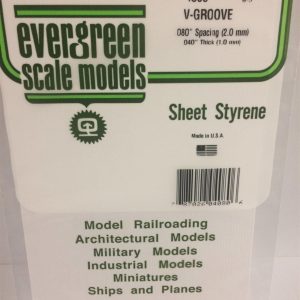 V-GROOVE
.080" Spacing (2.0 mm)
.040" Thick (1.0 mm)
evergreen
scale models
Sheet Styrene
Made in U.S.A.
Model Railroading
Architectural Models
Military Models
Industrial Models
Miniatures
Ships and Planes